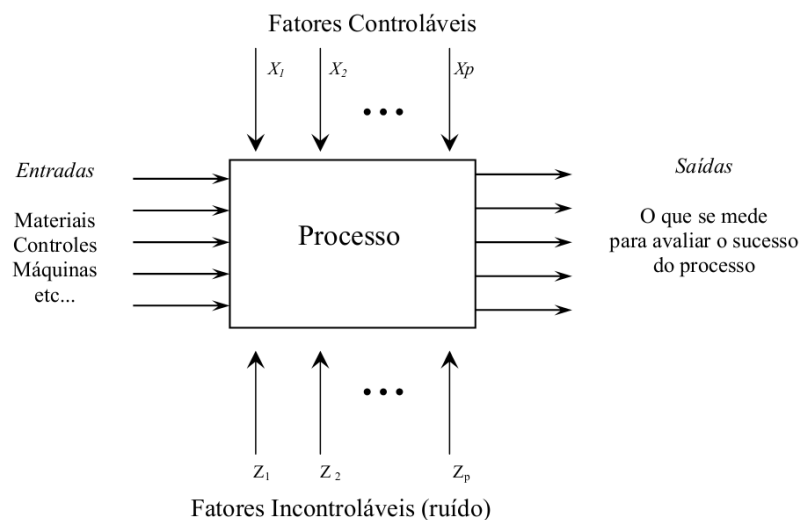 Fatores Controláveis
X1 X2 Xp
Entradas
Materiais
Controles
Máquinas
etc...
Processo
Saídas
O que se mede
para avaliar o sucesso
do processo
Z1 Z2 Zp
Fatores Incontroláveis (ruído)